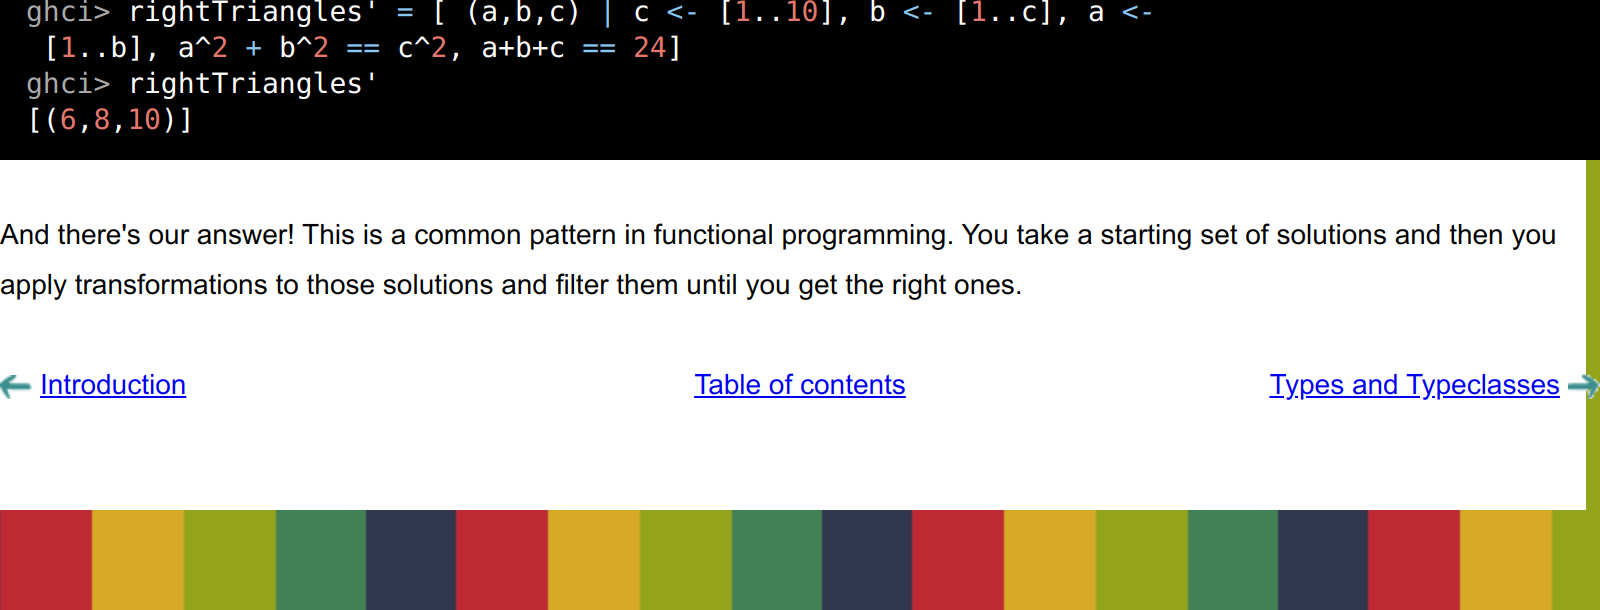 ghci> rightTriangles' = [ (a,b,c) | c <- [1..10], b <- [1..c], a <-
[1..b], a^2 + b^2 == c^2, a+b+c == 24]
ghci> rightTriangles'
[(6,8,10)]
And there's our answer! This is a common pattern in functional programming. You take a starting set of solutions and then you
apply transformations to those solutions and filter them until you get the right ones.
Introduction
Table of contents
Types and Typeclasses